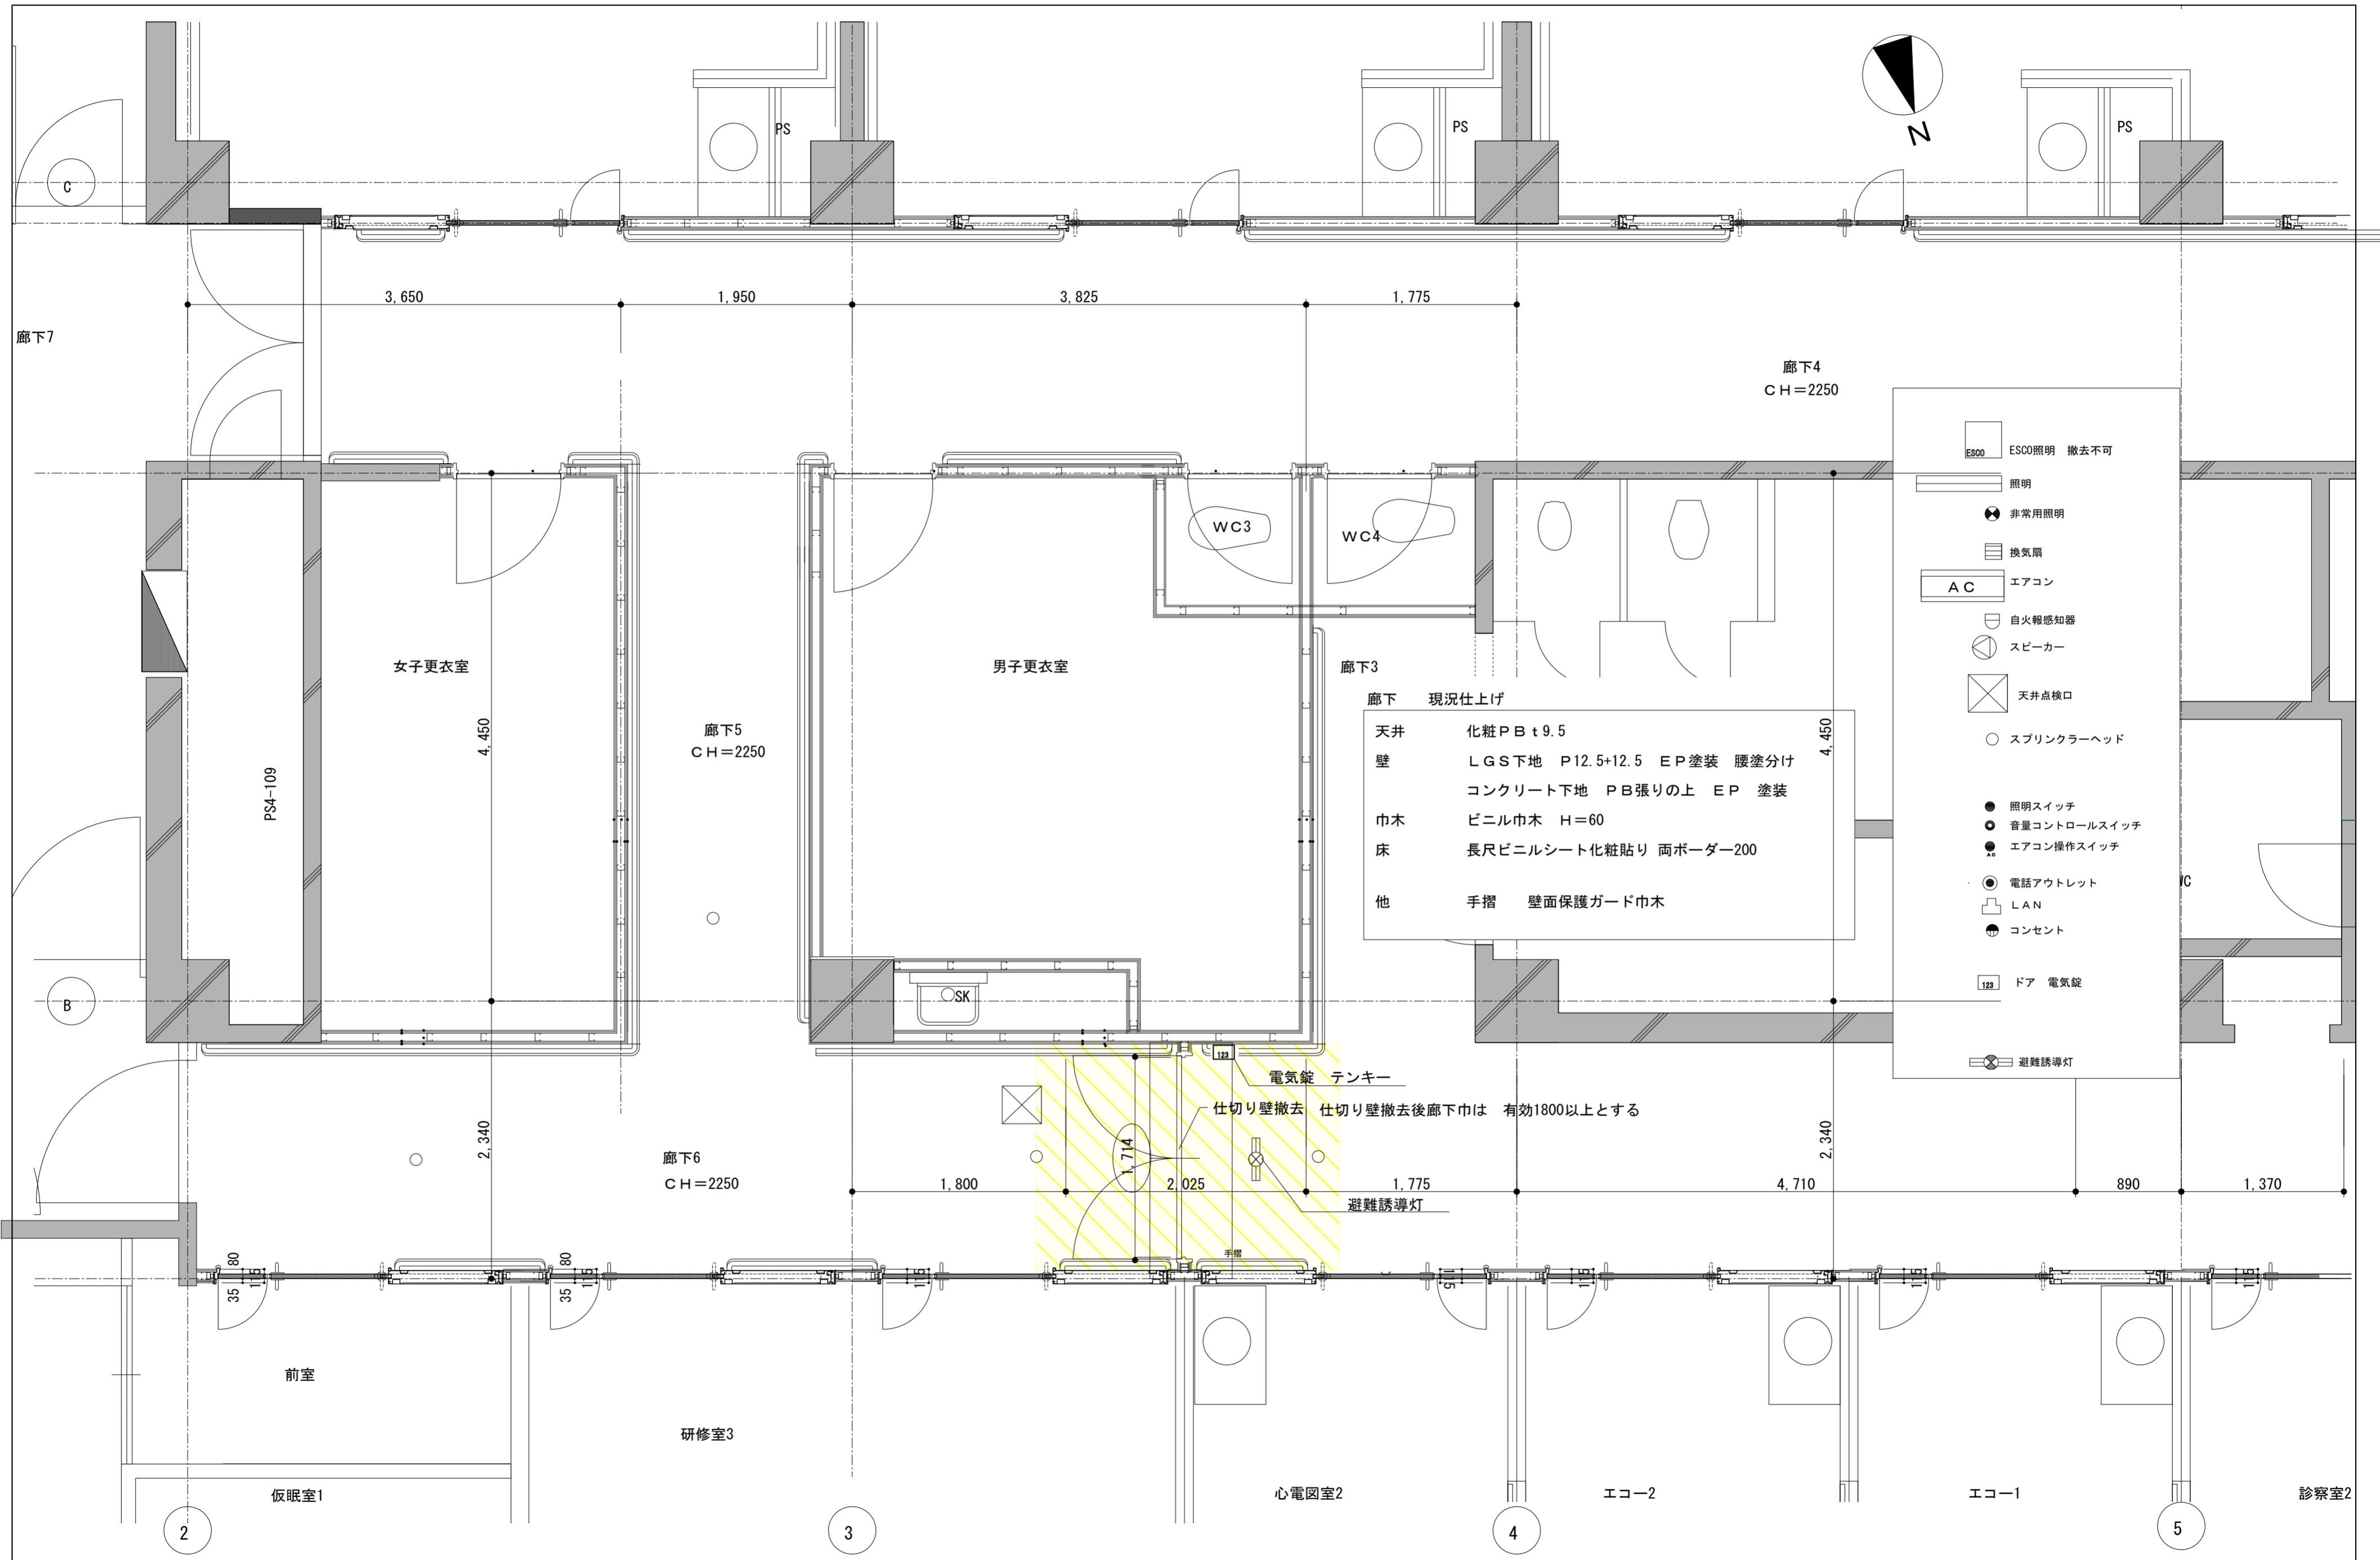 N
C
PS
PS
PS
3,650
1,950
3,825
1,775
廊下7
廊下4
ＣＨ＝2250
ESCO
ESCO照明　撤去不可
照明
非常用照明
換気扇
ＡＣ
エアコン
自火報感知器
スピーカー
天井点検口
スプリンクラーヘッド
照明スイッチ
音量コントロールスイッチ
AC
エアコン操作スイッチ
電話アウトレット
ＬＡＮ
コンセント
123
ドア　電気錠
避難誘導灯
ＷＣ3
ＷＣ4
女子更衣室
男子更衣室
廊下3
4,450
廊下5
ＣＨ＝2250
PS4-109
廊下　　現況仕上げ
天井　　化粧ＰＢｔ9.5
壁　　ＬＧＳ下地　Ｐ12.5+12.5　ＥＰ塗装　腰塗分け
コンクリート下地　ＰＢ張りの上　ＥＰ　塗装
巾木　　ビニル巾木　Ｈ＝60
床　　長尺ビニルシート化粧貼り 両ボーダー200
他　　手摺　　壁面保護ガード巾木
4,450
B
SK
123
電気錠　テンキー
仕切り壁撤去　仕切り壁撤去後廊下巾は　有効1800以上とする
2,340
1,714
2,340
廊下6
ＣＨ＝2250
1,800
2,025
1,775
4,710
890
1,370
避難誘導灯
手摺
80
35
115
80
35
115
115
115
115
115
115
前室
研修室3
仮眠室1
心電図室2
エコー2
エコー1
診察室2
2
3
4
5